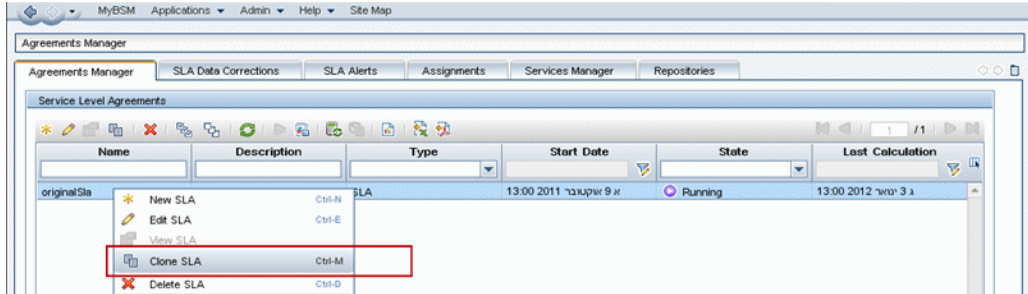 MyBSM Applications Admin Help Site Map
Agreements Manager
Agreements Manager SLA Data Corrections SLA Alerts Assignments Services Manager Repositories
Service Level Agreements
1 /1
Name Description Type Start Date State Last Calculation
originalSla SLA א 9 אוקטובר 2011 13:00 Running ג 3 ינואר 2012 13:00
New SLA Ctrl-N
Edit SLA Ctrl-E
View SLA
Clone SLA Ctrl-M
Delete SLA Ctrl-D